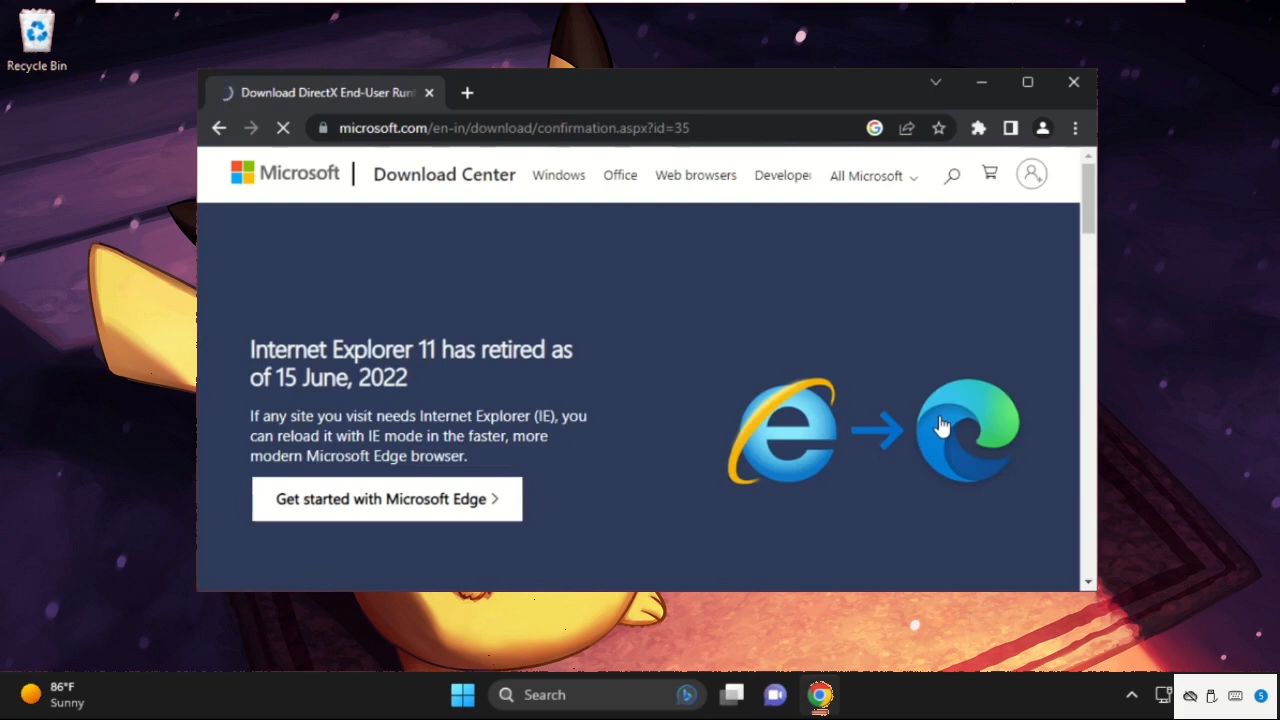 Recycle Bin
Download DirectX End-User Runt
microsoft.com/en-in/download/confirmation.aspx?id=35
Microsoft
Download Center
Windows
Office
Web browsers
Develope
All Microsoft
Internet Explorer 11 has retired as
of 15 June, 2022
If any site you visit needs Internet Explorer (IE), you
can reload it with IE mode in the faster, more
modern Microsoft Edge browser.
Get started with Microsoft Edge >
86°F
Sunny
Search
5